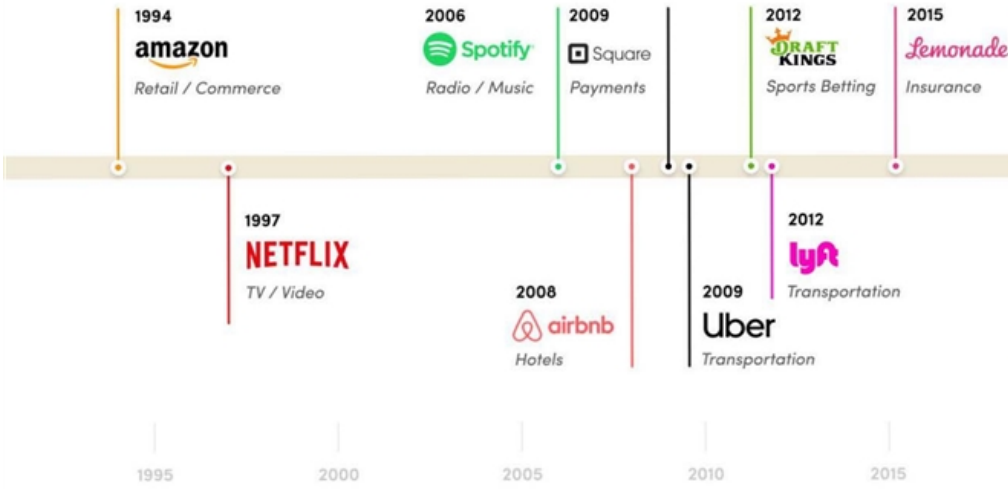 1994
amazon
Retail / Commerce
2006
Spotify
Radio / Music
2009
Square
Payments
2012
DRAFT
KINGS
Sports Betting
2015
Lemonade
Insurance
1997
NETFLIX
TV / Video
2008
airbnb
Hotels
2009
Uber
Transportation
2012
lyft
Transportation
1995
2000
2005
2010
2015